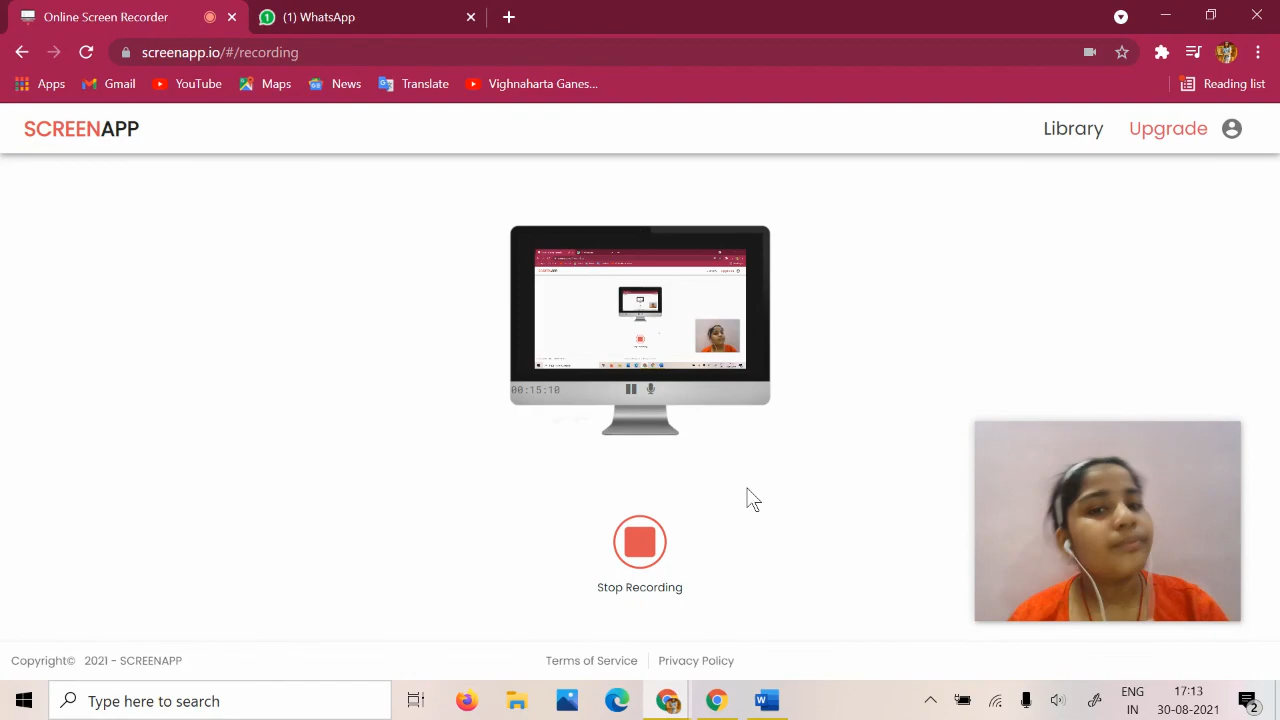 Online Screen Recorder
(1) WhatsApp
screenapp.io/#/recording
Apps
Gmail
YouTube
Maps
News
Translate
Vighnaharta Ganes...
Reading list
SCREENAPP
Library
Upgrade
00:15:10
Stop Recording
Copyright© 2021 - SCREENAPP
Terms of Service
Privacy Policy
Type here to search
ENG
IN
17:13
30-08-2021
2